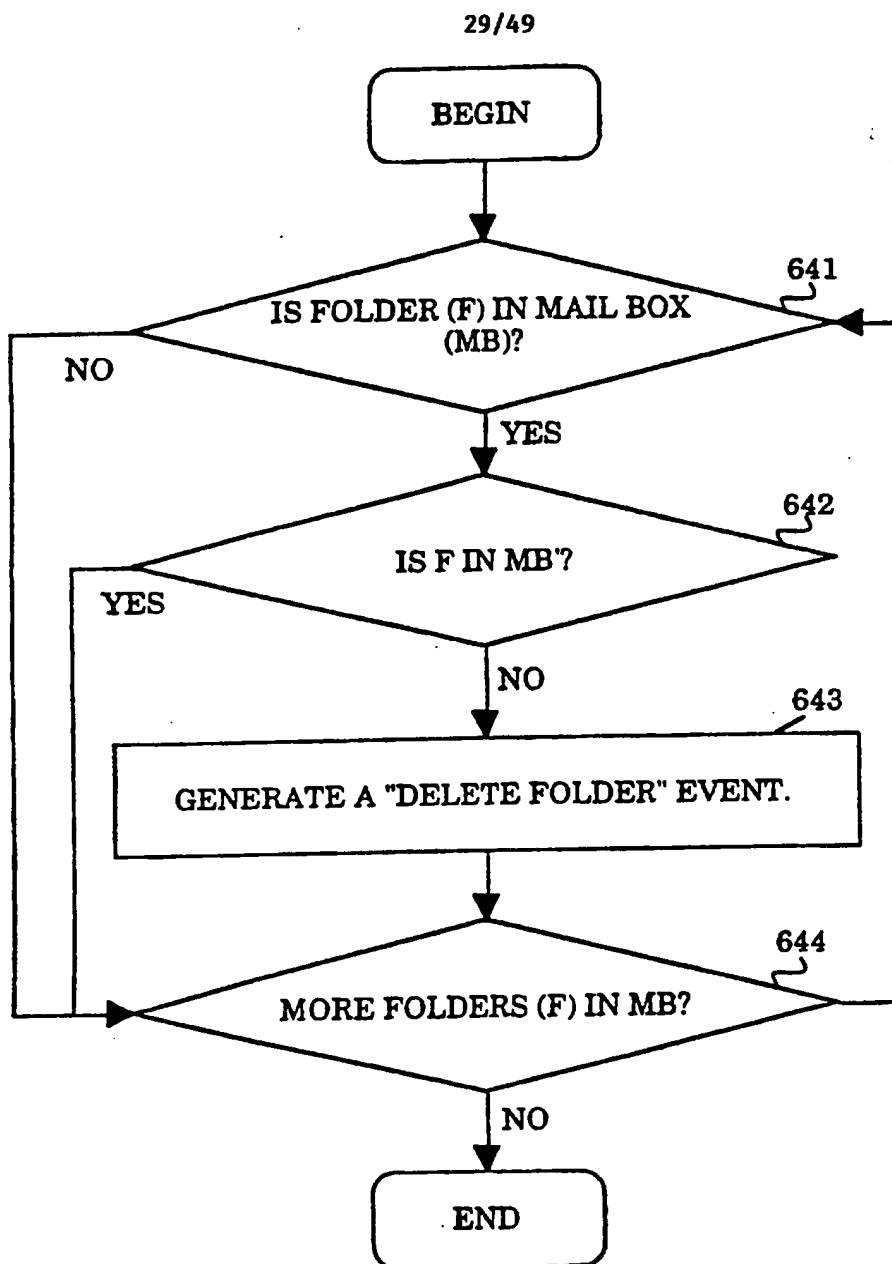 29/49
BEGIN
641
IS FOLDER (F) IN MAIL BOX
(MB)?
NO
YES
642
IS F IN MB'?
YES
NO
643
GENERATE A "DELETE FOLDER" EVENT.
644
MORE FOLDERS (F) IN MB?
NO
END